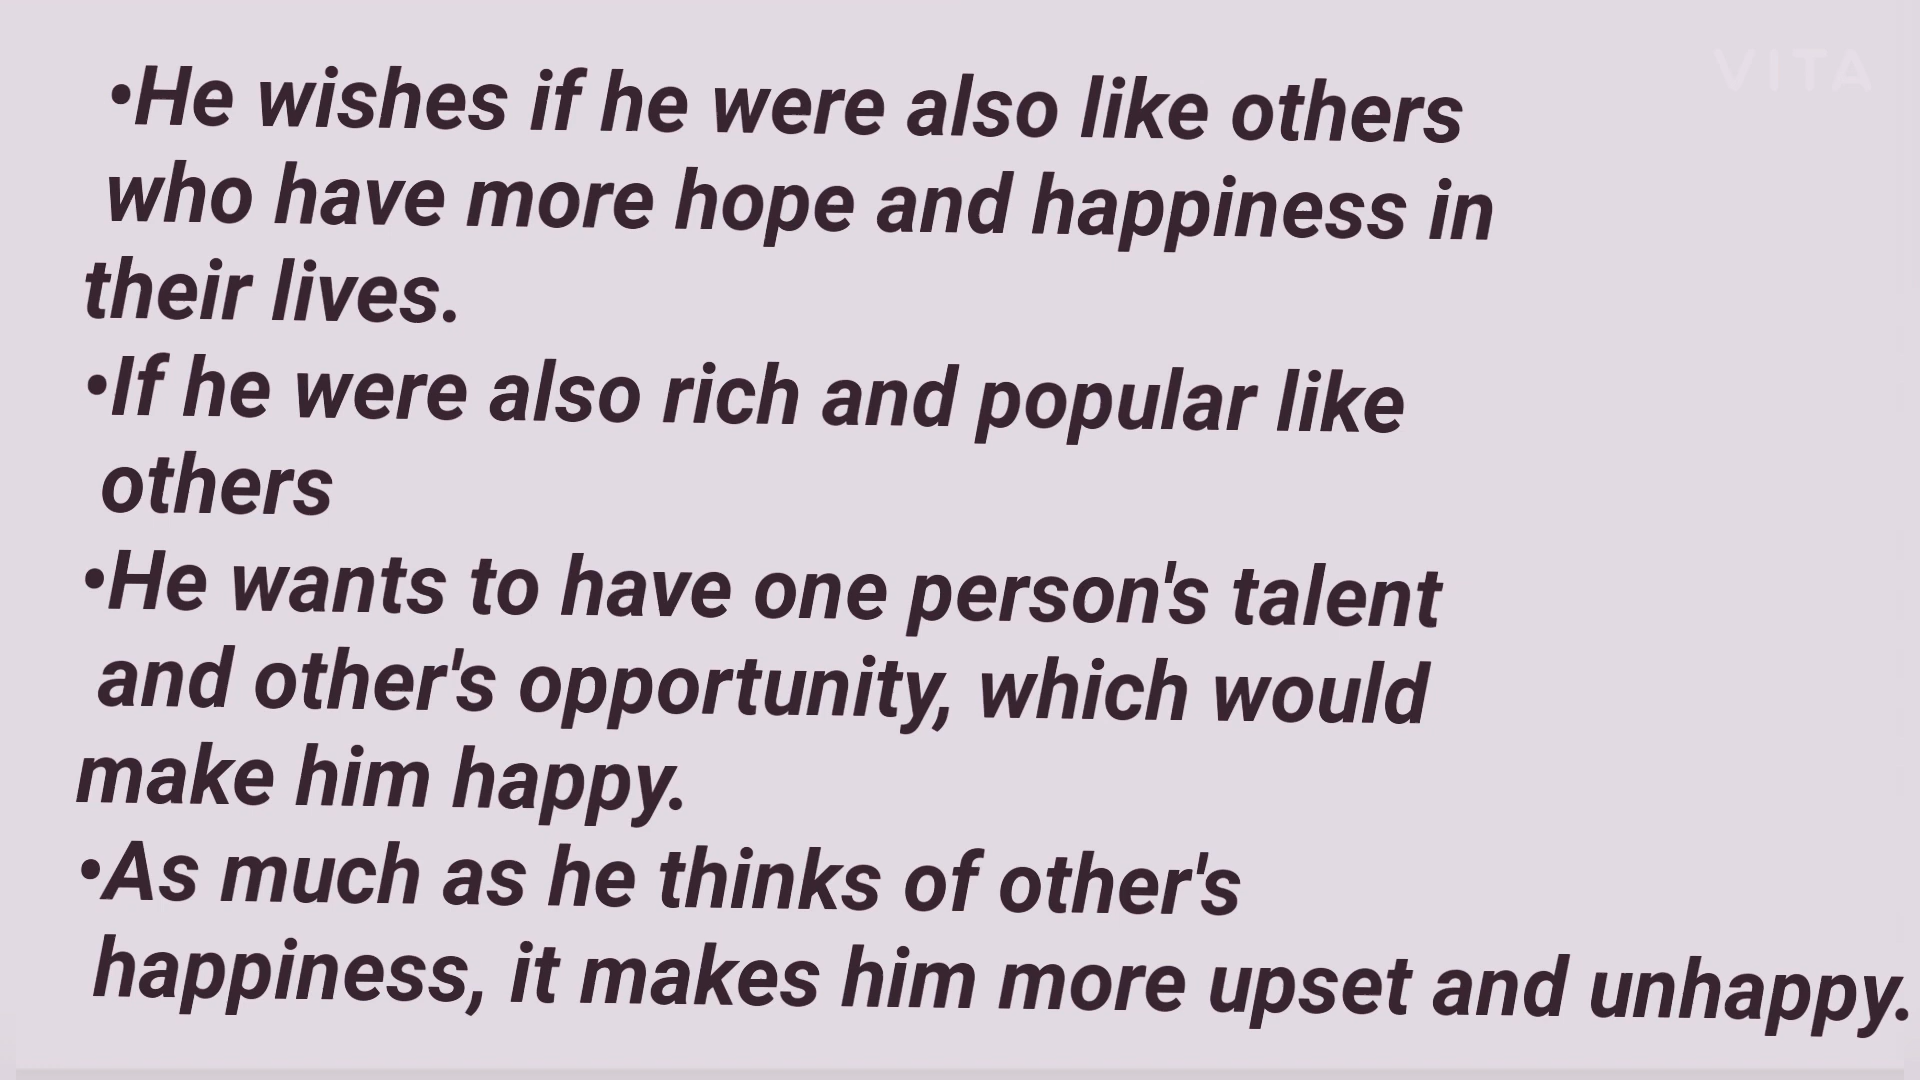 VITA
•He wishes if he were also like others
who have more hope and happiness in
their lives.
•If he were also rich and popular like
others
•He wants to have one person's talent
and other's opportunity, which would
make him happy.
•As much as he thinks of other's
happiness, it makes him more upset and unhappy.